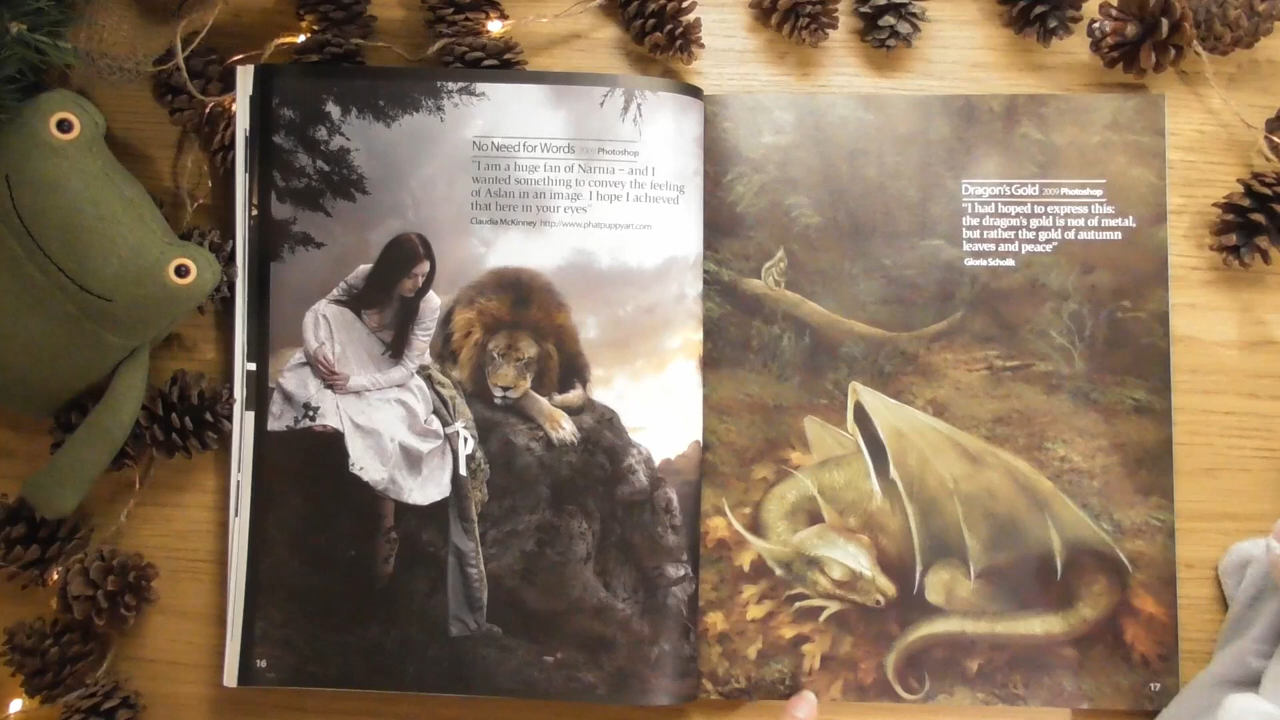 No Need for Words 2009 Photoshop
"I am a huge fan of Narnia – and I
wanted something to convey the feeling
of Aslan in an image. I hope I achieved
that here in your eyes"
Claudia McKinney http://www.phatpuppyart.com
16
Dragon's Gold 2009 Photoshop
"I had hoped to express this:
the dragon's gold is not of metal,
but rather the gold of autumn
leaves and peace"
Gloria Scholik
17